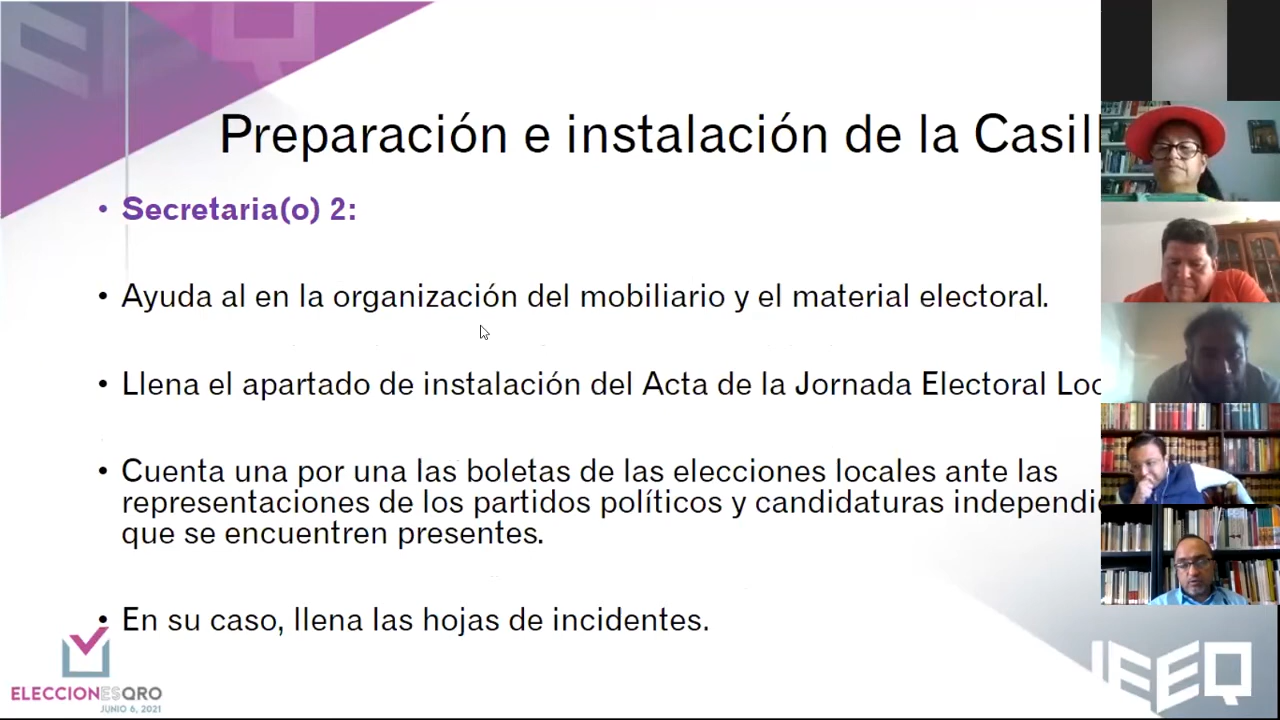 Preparación e instalación de la Casil
• Secretaria(o) 2:
• Ayuda al en la organización del mobiliario y el material electoral.
• Llena el apartado de instalación del Acta de la Jornada Electoral Loc
• Cuenta una por una las boletas de las elecciones locales ante las
representaciones de los partidos políticos y candidaturas independi
que se encuentren presentes.
• En su caso, llena las hojas de incidentes.
ELECCIONESQRO
JUNIO 6, 2021
IEEQ